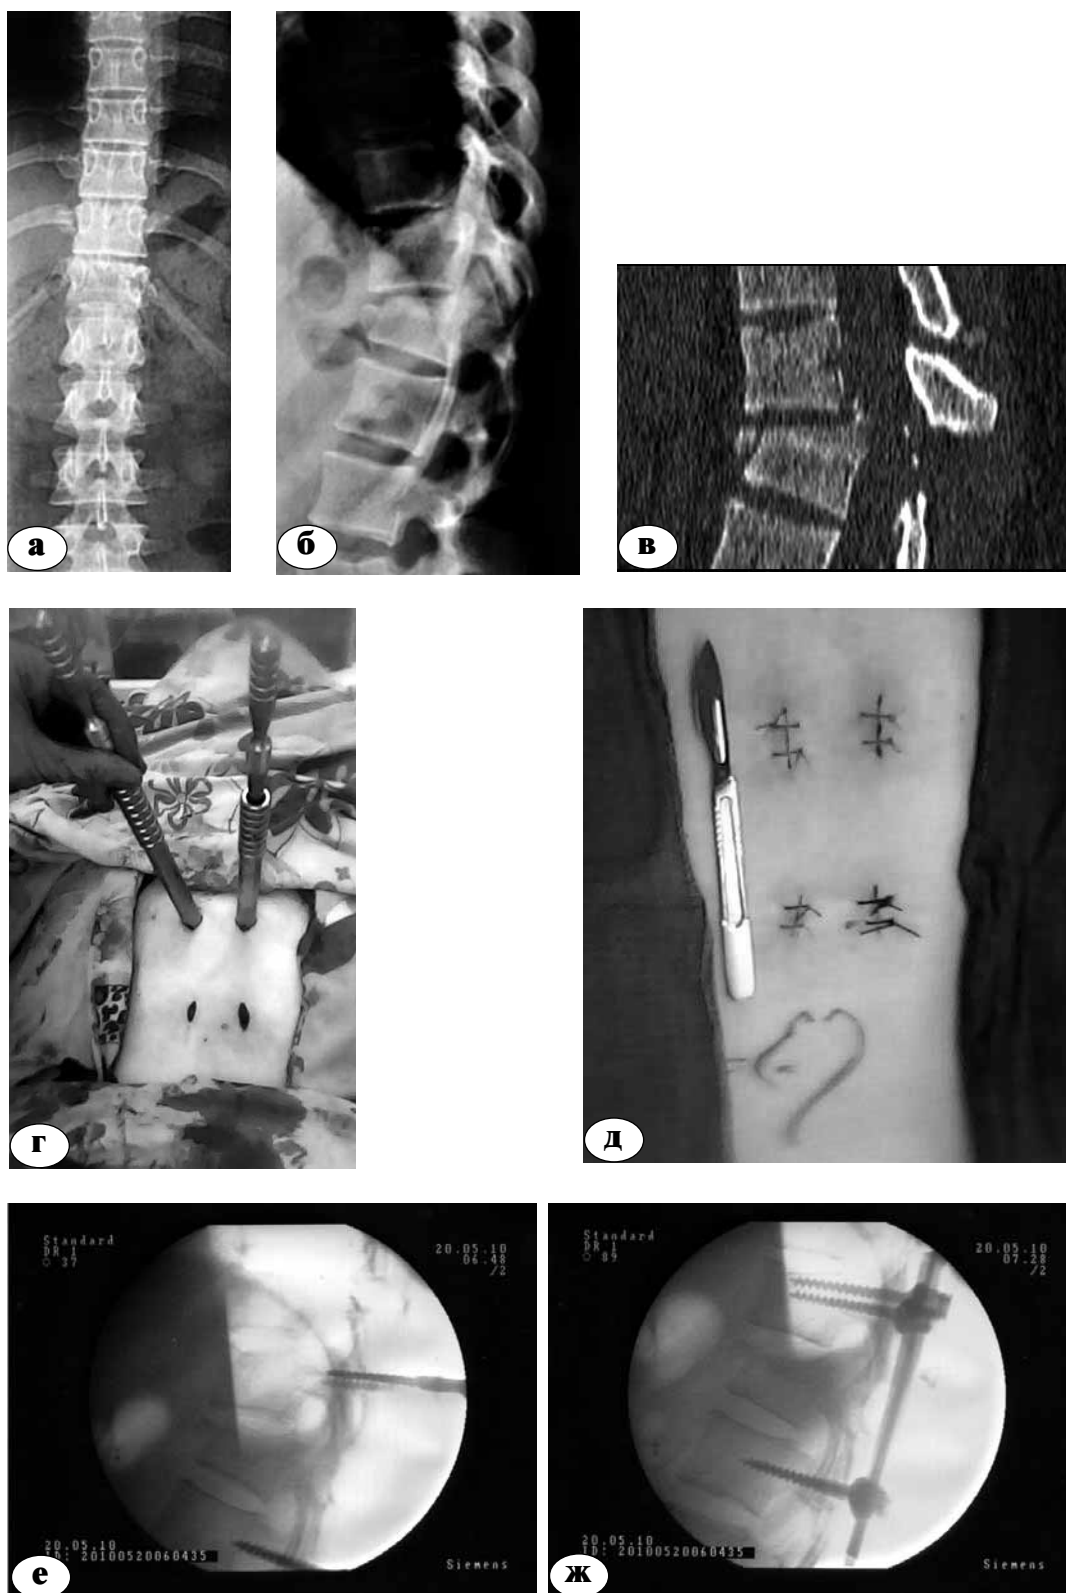 а
б
в
г
д
Standard
DR 1
37
20.05.10
06.48
/2
20.05.10
ID: 20100520060435
Siemens
е
Standard
DR 1
89
20.05.10
07.28
/2
20.05.10
ID: 20100520060435
Siemens
ж